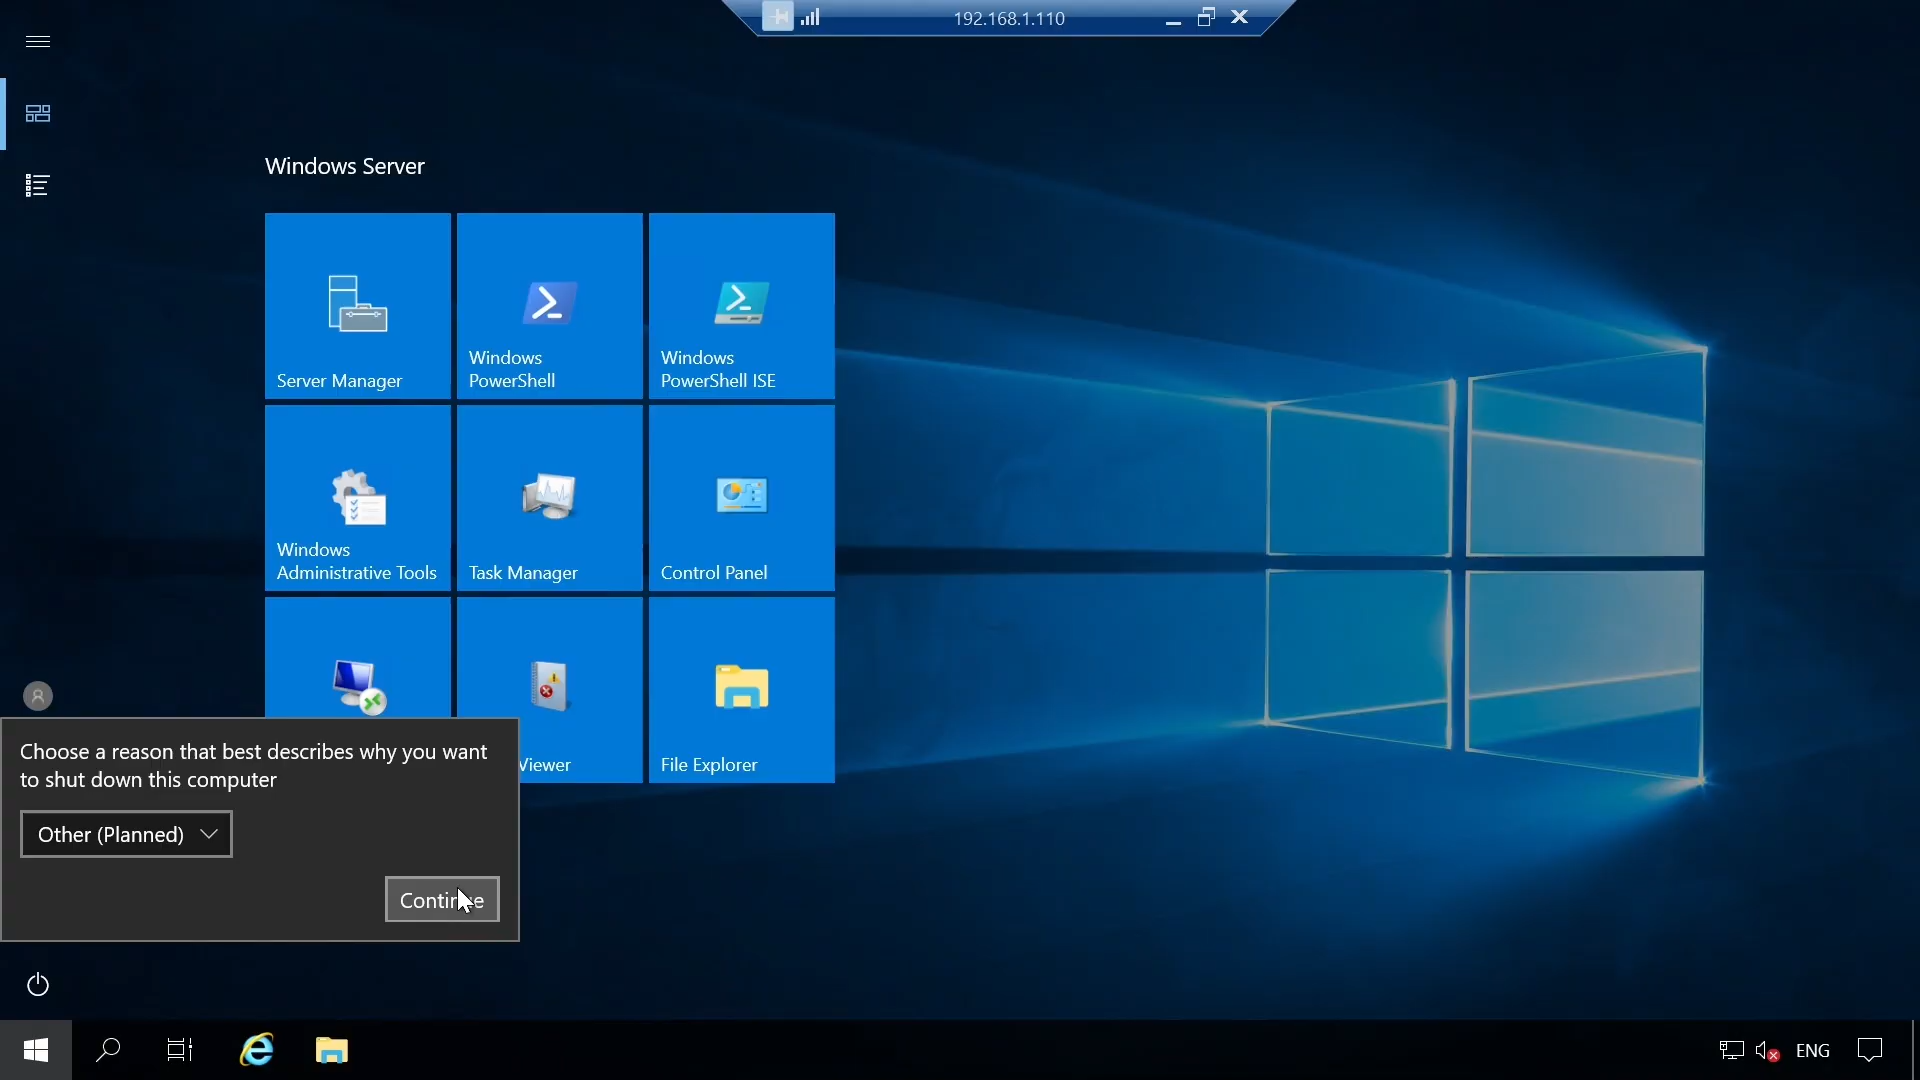 192.168.1.110
Windows Server
Server Manager
Windows
PowerShell
Windows
PowerShell ISE
Windows
Administrative Tools
Task Manager
Control Panel
Viewer
File Explorer
Choose a reason that best describes why you want
to shut down this computer
Other (Planned)
Continue
ENG